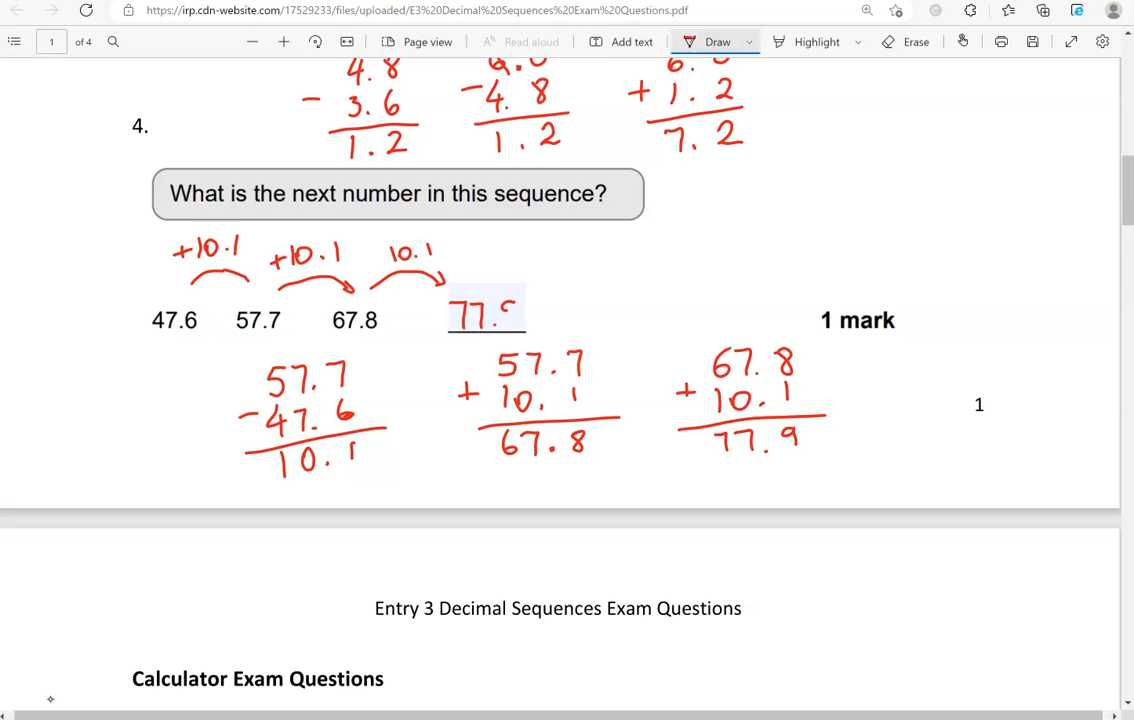 https://irp.cdn-website.com/17529233/files/uploaded/E3%20Decimal%20Sequences%20Exam%20Questions.pdf
1 of 4 Page view Read aloud Add text Draw Highlight Erase
4.8 6.0
- 3.6 - 4.8 + 1.2
1.2 1.2 7.2
4.
What is the next number in this sequence?
+10.1 +10.1 10.1
47.6 57.7 67.8 77. 1 mark
57.7 57.7 67.8
- 47.6 + 10.1 + 10.1
10.1 67.8 77.9
1
Entry 3 Decimal Sequences Exam Questions
Calculator Exam Questions